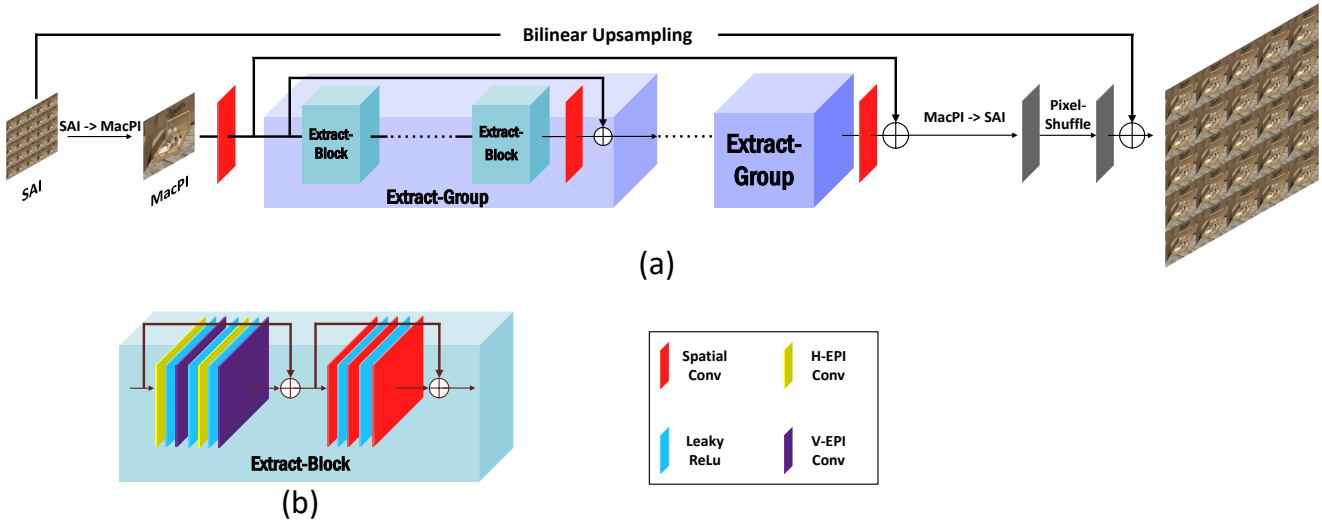 Bilinear Upsampling
SAI -> MacPI
SAI
MacPI
Extract-
Block
Extract-
Block
Extract-Group
Extract-
Group
MacPI -> SAI
Pixel-
Shuffle
(a)
Extract-Block
(b)
Spatial
Conv
H-EPI
Conv
Leaky
ReLu
V-EPI
Conv